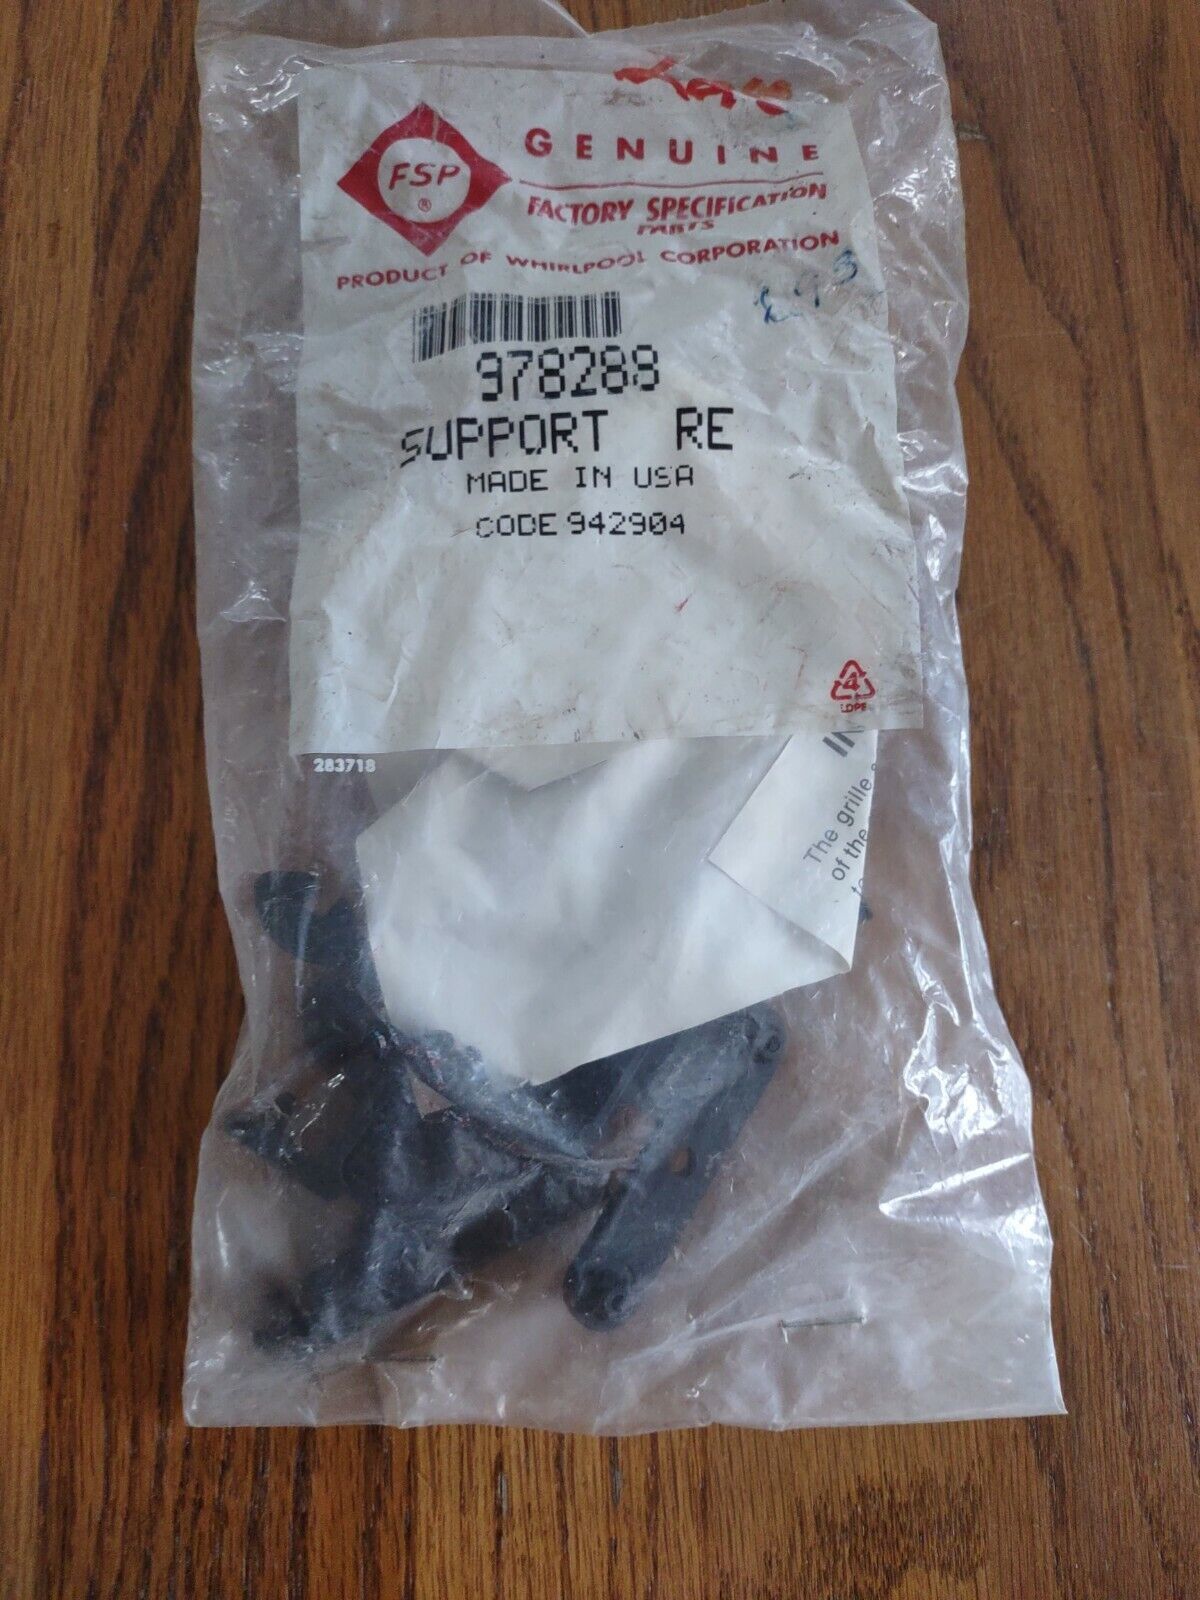 FSP
®
GENUINE
FACTORY SPECIFICATION
PARTS
PRODUCT OF WHIRLPOOL CORPORATION
978288
SUPPORT RE
MADE IN USA
CODE 942904
4
LDPE
283718
The grille
of the